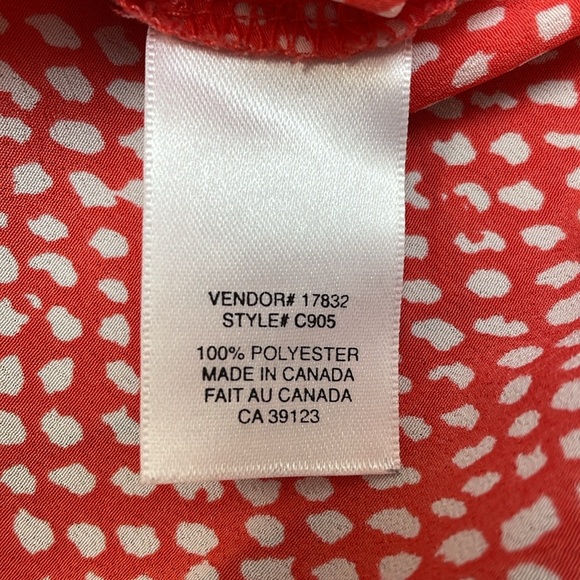 VENDOR# 17832
STYLE# C905
100% POLYESTER
MADE IN CANADA
FAIT AU CANADA
CA 39123